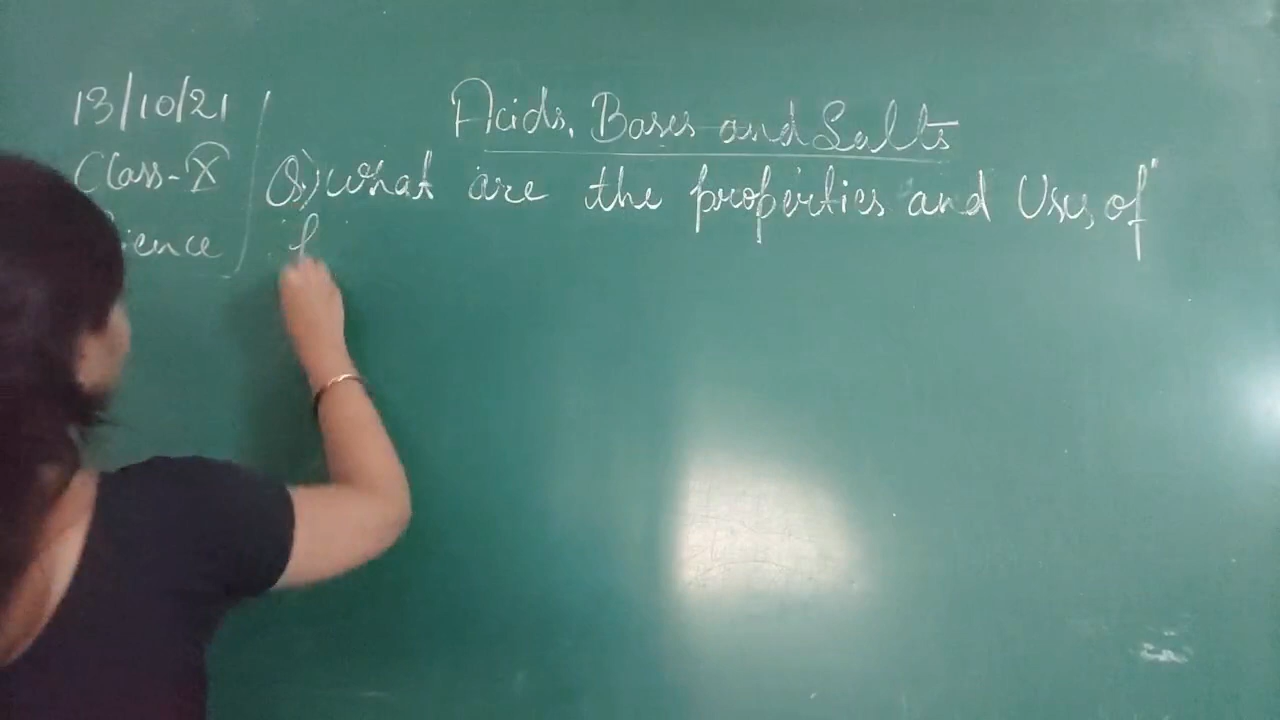 13/10/21
Acids, Bases and Salts
Class-X
Q.) What are the properties and Uses of
ience